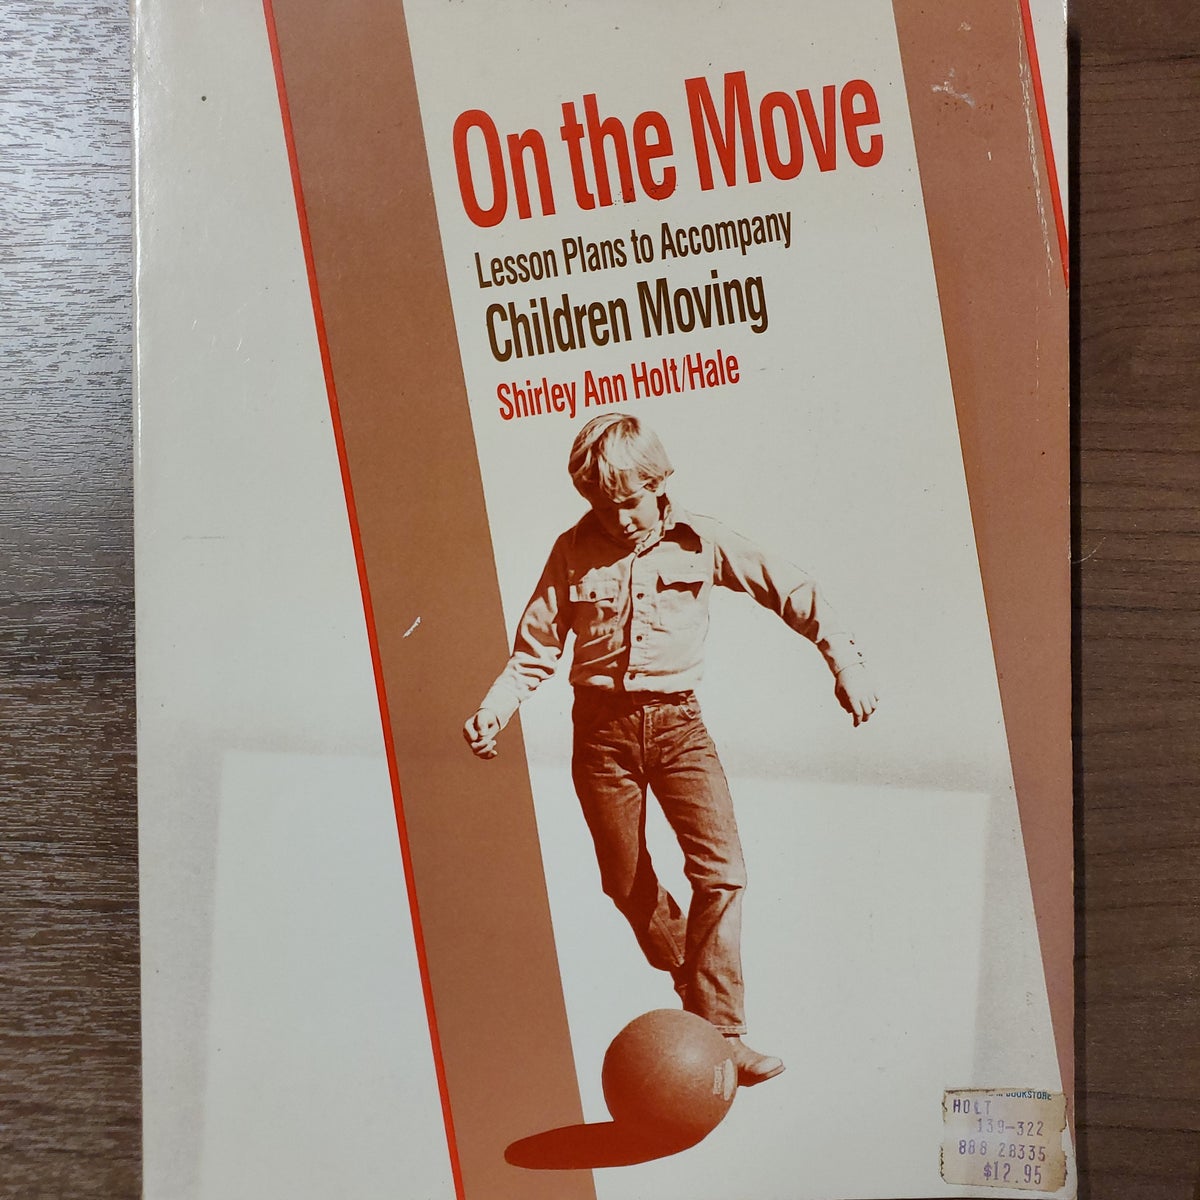 On the Move
Lesson Plans to Accompany
Children Moving
Shirley Ann Holt/Hale
BOOKSTORE
HOLT
139-322
888 28335
$12.95